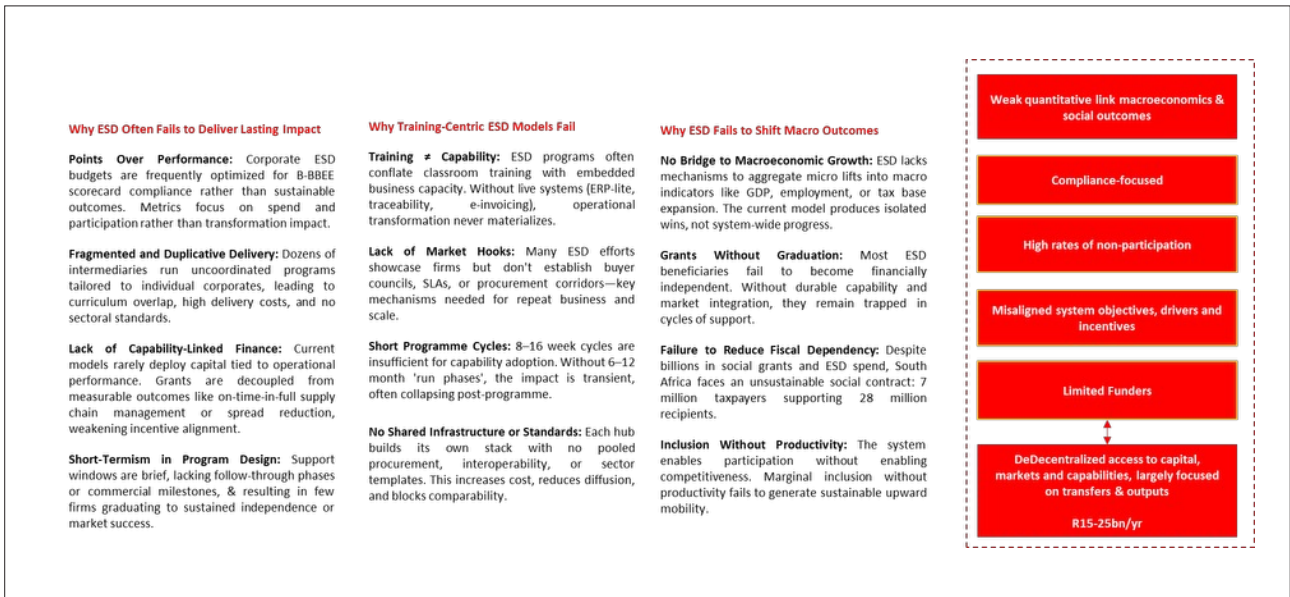 Why ESD Often Fails to Deliver Lasting Impact
Points Over Performance: Corporate ESD
budgets are frequently optimized for B-BBEE
scorecard compliance rather than sustainable
outcomes. Metrics focus on spend and
participation rather than transformation impact.
Fragmented and Duplicative Delivery: Dozens of
intermediaries run uncoordinated programs
tailored to individual corporates, leading to
curriculum overlap, high delivery costs, and no
sectoral standards.
Lack of Capability-Linked Finance: Current
models rarely deploy capital tied to operational
performance. Grants are decoupled from
measurable outcomes like on-time-in-full supply
chain management or spread reduction,
weakening incentive alignment.
Short-Termism in Program Design: Support
windows are brief, lacking follow-through phases
or commercial milestones, & resulting in few
firms graduating to sustained independence or
market success.
Why Training-Centric ESD Models Fail
Training ≠ Capability: ESD programs often
conflate classroom training with embedded
business capacity. Without live systems (ERP-lite,
traceability, e-invoicing), operational
transformation never materializes.
Lack of Market Hooks: Many ESD efforts
showcase firms but don't establish buyer
councils, SLAs, or procurement corridors—key
mechanisms needed for repeat business and
scale.
Short Programme Cycles: 8–16 week cycles are
insufficient for capability adoption. Without 6–12
month 'run phases', the impact is transient,
often collapsing post-programme.
No Shared Infrastructure or Standards: Each hub
builds its own stack with no pooled
procurement, interoperability, or sector
templates. This increases cost, reduces diffusion,
and blocks comparability.
Why ESD Fails to Shift Macro Outcomes
No Bridge to Macroeconomic Growth: ESD lacks
mechanisms to aggregate micro lifts into macro
indicators like GDP, employment, or tax base
expansion. The current model produces isolated
wins, not system-wide progress.
Grants Without Graduation: Most ESD
beneficiaries fail to become financially
independent. Without durable capability and
market integration, they remain trapped in
cycles of support.
Failure to Reduce Fiscal Dependency: Despite
billions in social grants and ESD spend, South
Africa faces an unsustainable social contract: 7
million taxpayers supporting 28 million
recipients.
Inclusion Without Productivity: The system
enables participation without enabling
competitiveness. Marginal inclusion without
productivity fails to generate sustainable upward
mobility.
Weak quantitative link macroeconomics &
social outcomes
Compliance-focused
High rates of non-participation
Misaligned system objectives, drivers and
incentives
Limited Funders
DeDecentralized access to capital,
markets and capabilities, largely focused
on transfers & outputs
R15-25bn/yr